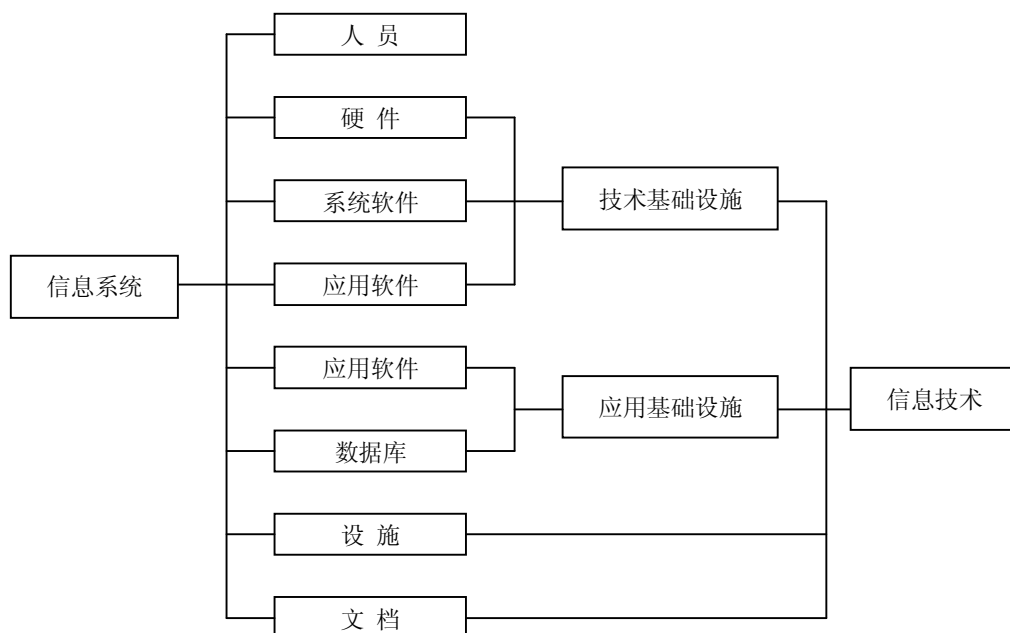 人 员
硬 件
系统软件
技术基础设施
应用软件
信息系统
应用软件
应用基础设施
信息技术
数据库
设 施
文 档